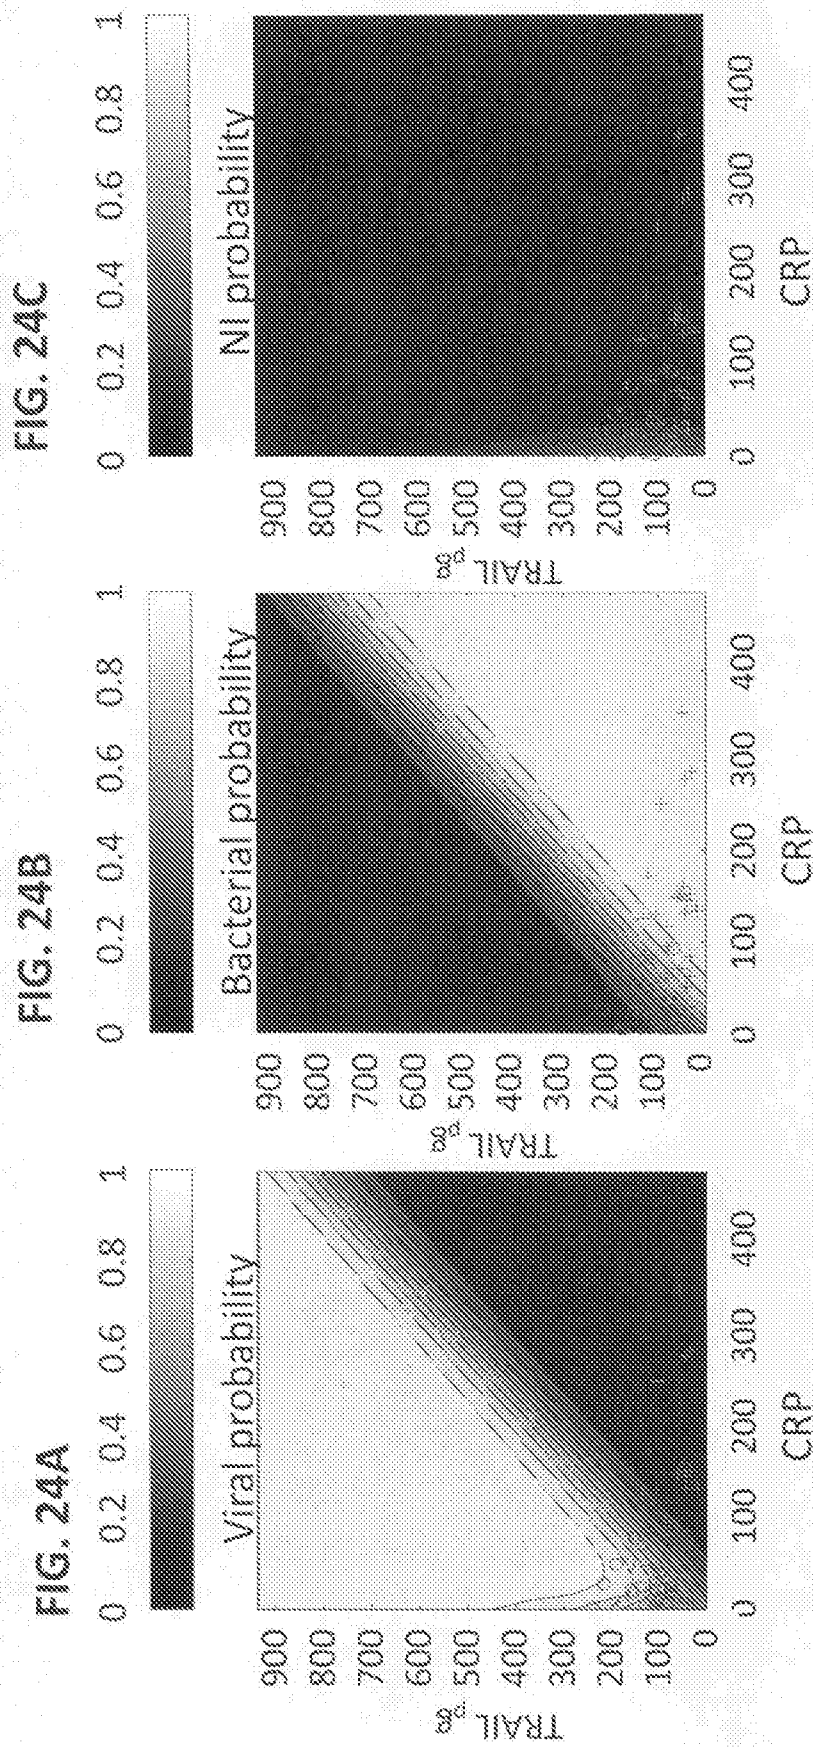 FIG. 24A
0 0.2 0.4 0.6 0.8 1
Viral probability
900
800
700
600
500
400
300
200
100
0
TRAIL pg
0 100 200 300 400
CRP
FIG. 24B
0 0.2 0.4 0.6 0.8 1
Bacterial probability
900
800
700
600
500
400
300
200
100
0
TRAIL pg
0 100 200 300 400
CRP
FIG. 24C
0 0.2 0.4 0.6 0.8 1
NI probability
900
800
700
600
500
400
300
200
100
0
TRAIL pg
0 100 200 300 400
CRP